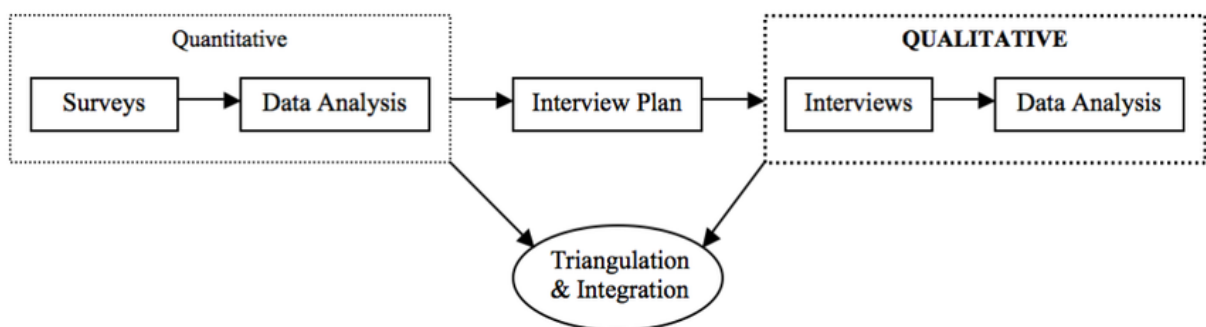 Quantitative
QUALITATIVE
Surveys
Data Analysis
Interview Plan
Interviews
Data Analysis
Triangulation
& Integration